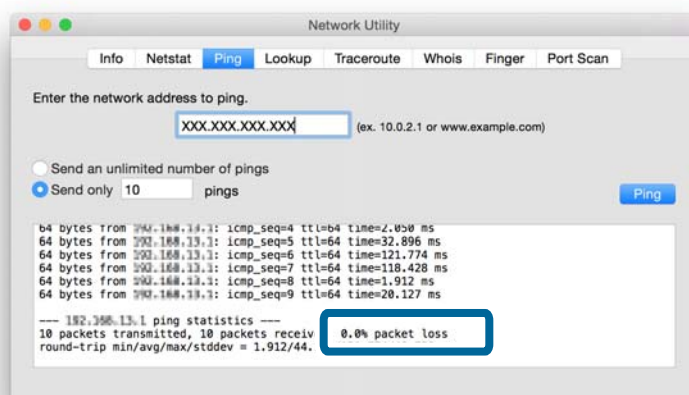 Network Utility
Info Netstat Ping Lookup Traceroute Whois Finger Port Scan
Enter the network address to ping.
XXX.XXX.XXX.XXX (ex. 10.0.2.1 or www.example.com)
Send an unlimited number of pings
Send only 10 pings
Ping
64 bytes from : icmp_seq=4 ttl=64 time=2.050 ms
64 bytes from : icmp_seq=5 ttl=64 time=32.896 ms
64 bytes from : icmp_seq=6 ttl=64 time=121.774 ms
64 bytes from : icmp_seq=7 ttl=64 time=118.428 ms
64 bytes from : icmp_seq=8 ttl=64 time=1.912 ms
64 bytes from : icmp_seq=9 ttl=64 time=20.127 ms
--- ping statistics ---
10 packets transmitted, 10 packets receiv 0.0% packet loss
round-trip min/avg/max/stddev = 1.912/44.